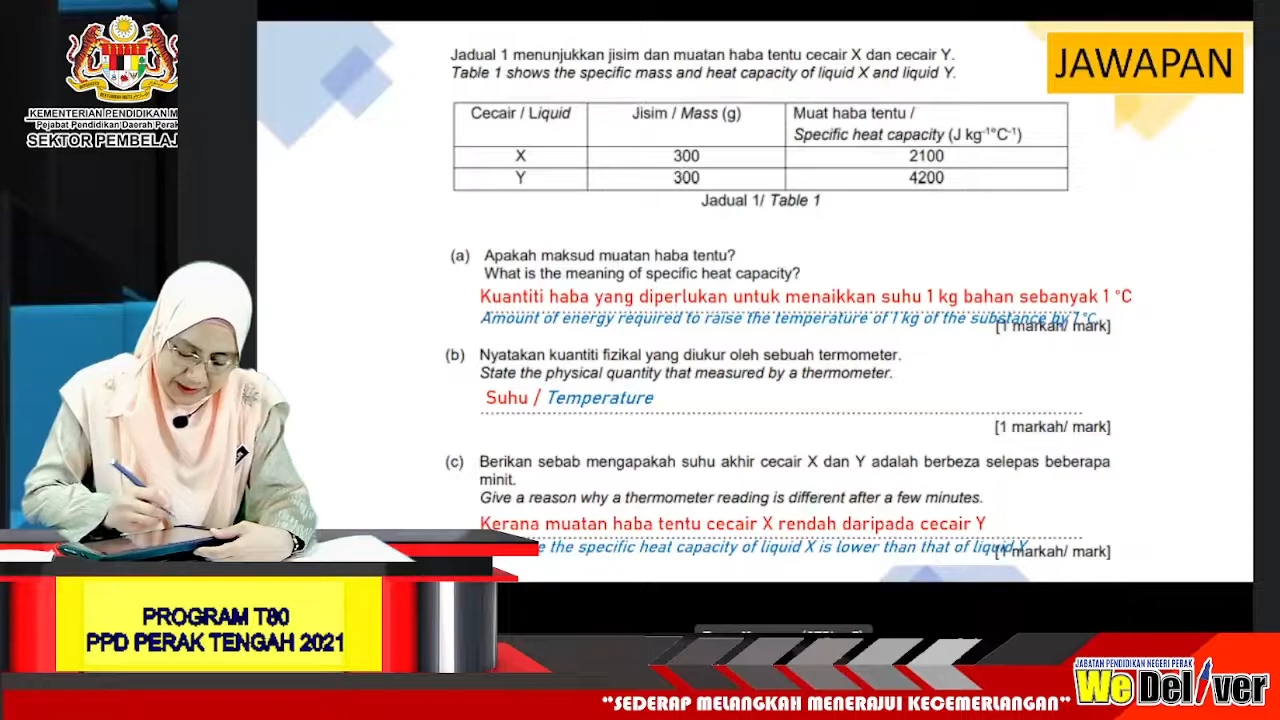 KEMENTERIAN PENDIDIKAN M
Pejabat Pendidikan Daerah Perak
SEKTOR PEMBELAJ
JAWAPAN
Jadual 1 menunjukkan jisim dan muatan haba tentu cecair X dan cecair Y.
Table 1 shows the specific mass and heat capacity of liquid X and liquid Y.
Cecair / Liquid Jisim / Mass (g) Muat haba tentu /
Specific heat capacity (J kg⁻¹°C⁻¹)
X 300 2100
Y 300 4200
Jadual 1/ Table 1
(a) Apakah maksud muatan haba tentu?
What is the meaning of specific heat capacity?
Kuantiti haba yang diperlukan untuk menaikkan suhu 1 kg bahan sebanyak 1 °C
Amount of energy required to raise the temperature of 1 kg of the substance by 1 °C
[1 markah/ mark]
(b) Nyatakan kuantiti fizikal yang diukur oleh sebuah termometer.
State the physical quantity that measured by a thermometer.
Suhu / Temperature
[1 markah/ mark]
(c) Berikan sebab mengapakah suhu akhir cecair X dan Y adalah berbeza selepas beberapa
minit.
Give a reason why a thermometer reading is different after a few minutes.
Kerana muatan haba tentu cecair X rendah daripada cecair Y
e the specific heat capacity of liquid X is lower than that of liquid Y
[1 markah/ mark]
PROGRAM T80
PPD PERAK TENGAH 2021
JABATAN PENDIDIKAN NEGERI PERAK
We Deliver
"SEDERAP MELANGKAH MENERAJUI KECEMERLANGAN"